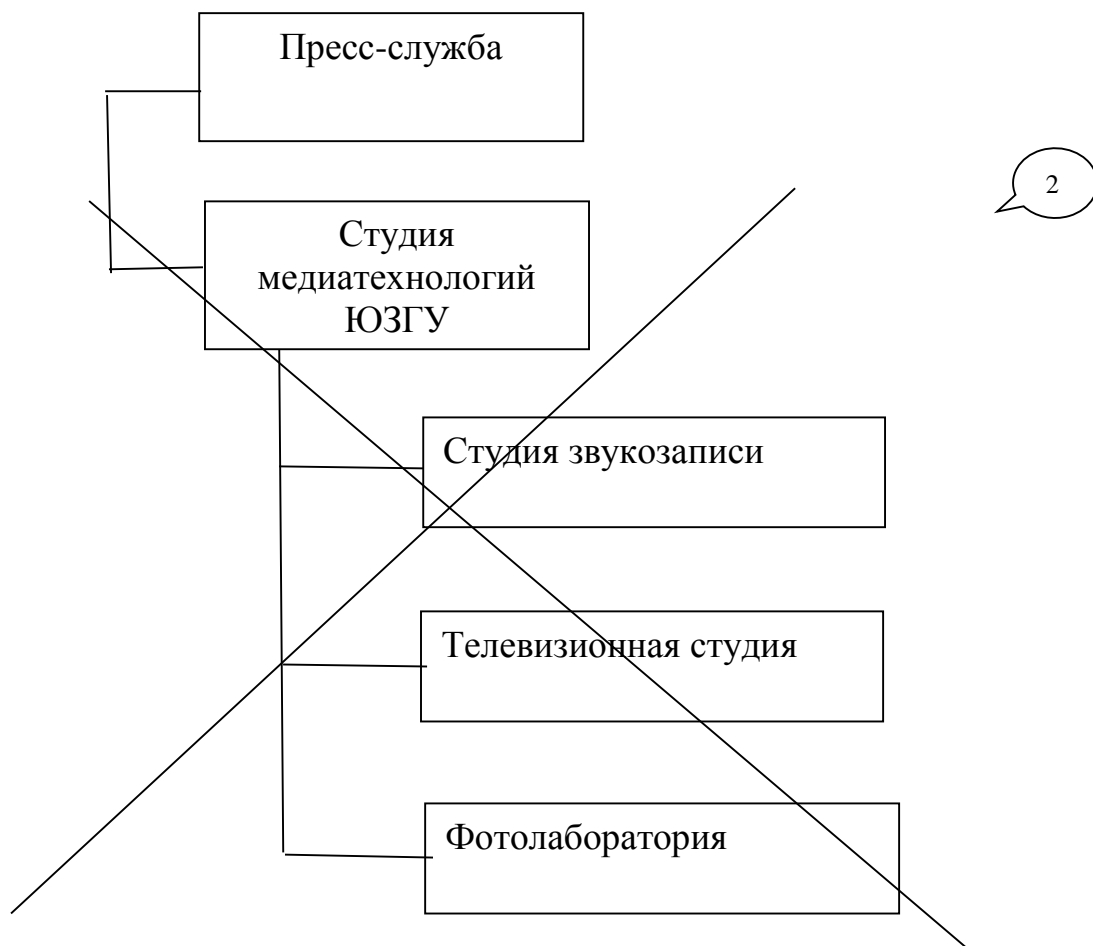 Пресс-служба
2
Студия
медиатехнологий
ЮЗГУ
Студия звукозаписи
Телевизионная студия
Фотолаборатория